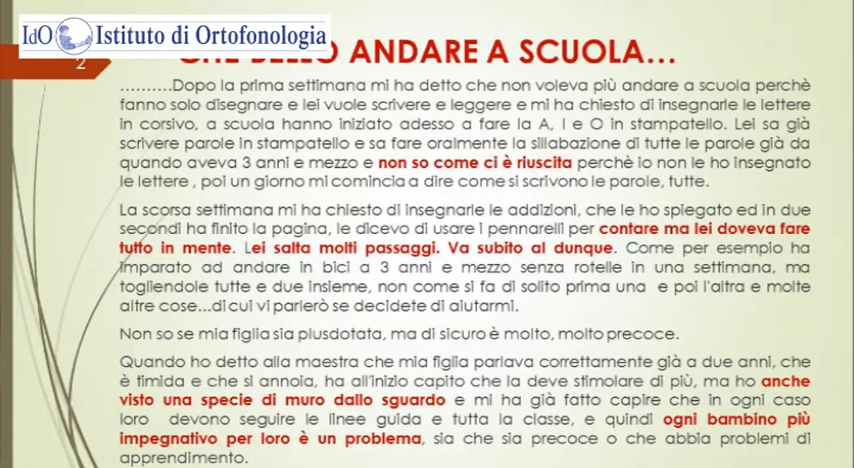 IdO Istituto di Ortofonologia
ANDARE A SCUOLA...
2
..........Dopo la prima settimana mi ha detto che non voleva più andare a scuola perchè
fanno solo disegnare e lei vuole scrivere e leggere e mi ha chiesto di insegnarle le lettere
in corsivo, a scuola hanno iniziato adesso a fare la A, I e O in stampatello. Lei sa già
scrivere parole in stampatello e sa fare oralmente la sillabazione di tutte le parole già da
quando aveva 3 anni e mezzo e non so come ci è riuscita perchè io non le ho insegnato
le lettere , poi un giorno mi comincia a dire come si scrivono le parole, tutte.
La scorsa settimana mi ha chiesto di insegnarle le addizioni, che le ho spiegato ed in due
secondi ha finito la pagina, le dicevo di usare i pennarelli per contare ma lei doveva fare
tutto in mente. Lei salta molti passaggi. Va subito al dunque. Come per esempio ha
imparato ad andare in bici a 3 anni e mezzo senza rotelle in una settimana, ma
togliendole tutte e due insieme, non come si fa di solito prima una e poi l'altra e molte
altre cose...di cui vi parlerò se decidete di aiutarmi.
Non so se mia figlia sia plusdotata, ma di sicuro è molto, molto precoce.
Quando ho detto alla maestra che mia figlia parlava correttamente già a due anni, che
è timida e che si annoia, ha all'inizio capito che la deve stimolare di più, ma ho anche
visto una specie di muro dallo sguardo e mi ha già fatto capire che in ogni caso
loro devono seguire le linee guida e tutta la classe, e quindi ogni bambino più
impegnativo per loro è un problema, sia che sia precoce o che abbia problemi di
apprendimento.